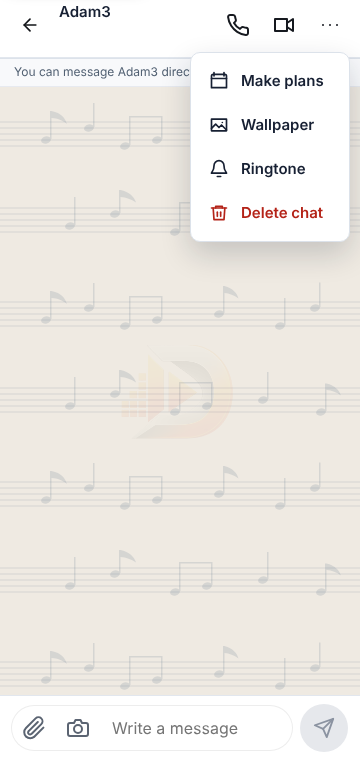 Adam3
You can message Adam3 direc
Make plans
Wallpaper
Ringtone
Delete chat
Write a message